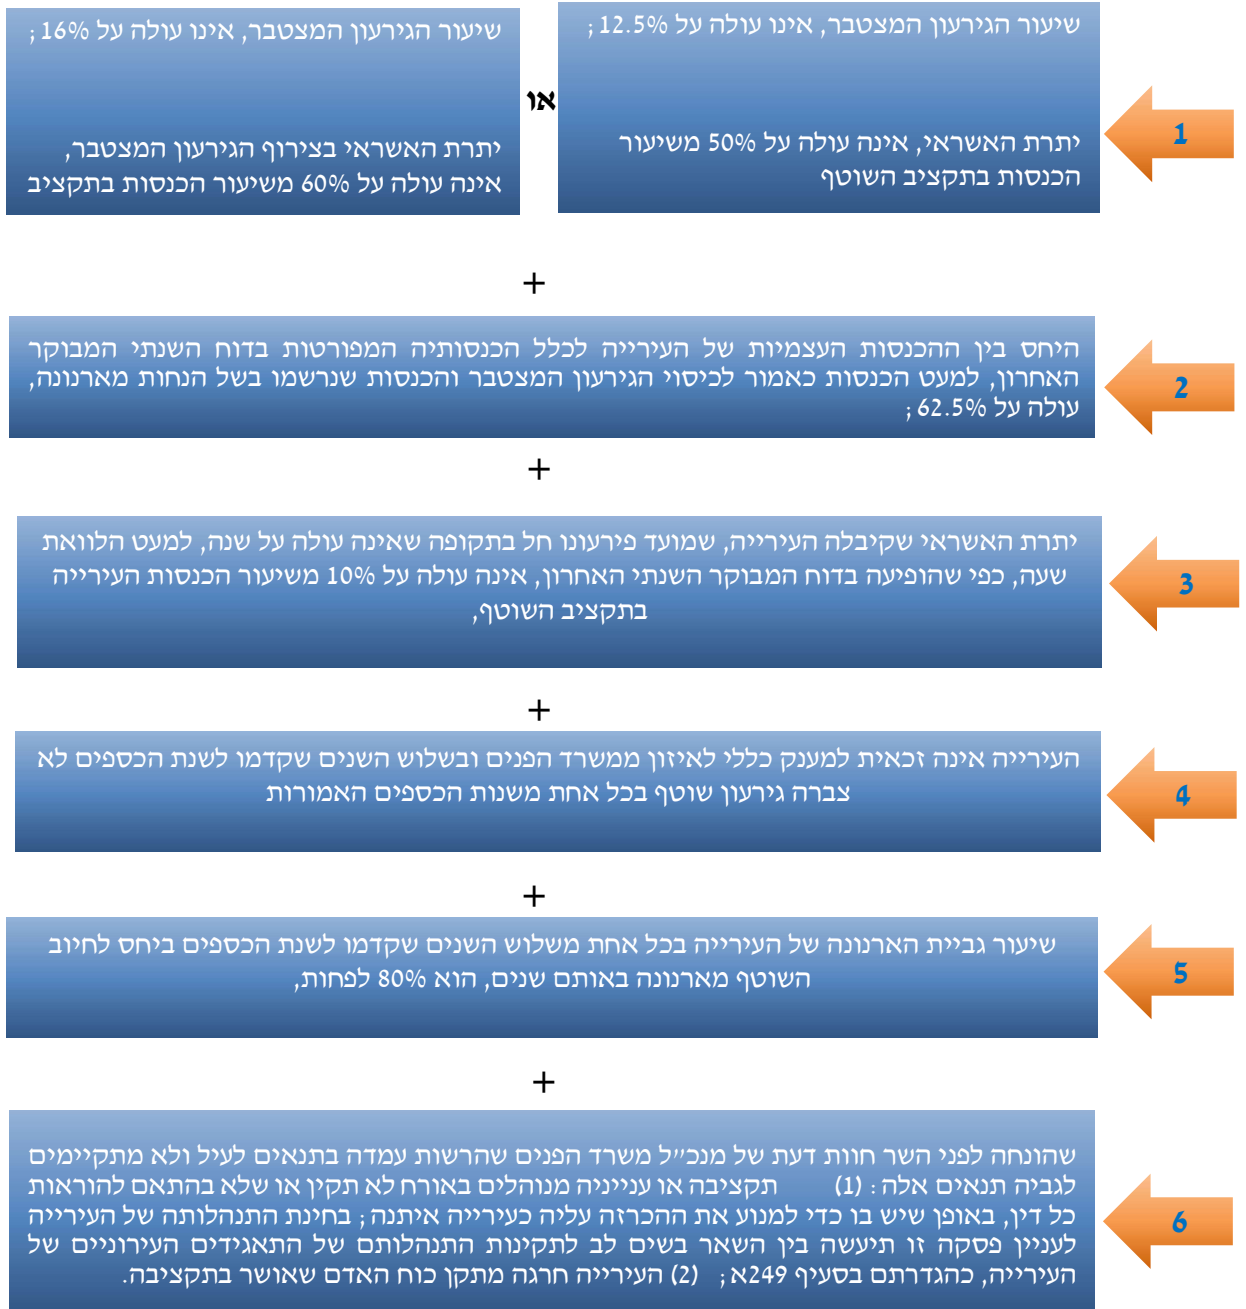 שיעור הגירעון המצטבר, אינו עולה על 12.5%;
יתרת האשראי, אינה עולה על 50% משיעור
הכנסות בתקציב השוטף
או
שיעור הגירעון המצטבר, אינו עולה על 16%;
יתרת האשראי בצירוף הגירעון המצטבר,
אינה עולה על 60% משיעור הכנסות בתקציב
1
+
היחס בין ההכנסות העצמיות של העירייה לכלל הכנסותיה המפורטות בדוח השנתי המבוקר
האחרון, למעט הכנסות כאמור לכיסוי הגירעון המצטבר והכנסות שנרשמו בשל הנחות מארנונה,
עולה על 62.5%;
2
+
יתרת האשראי שקיבלה העירייה, שמועד פירעונו חל בתקופה שאינה עולה על שנה, למעט הלוואת
שעה, כפי שהופיעה בדוח המבוקר השנתי האחרון, אינה עולה על 10% משיעור הכנסות העירייה
בתקציב השוטף,
3
+
העירייה אינה זכאית למענק כללי לאיזון ממשרד הפנים ובשלוש השנים שקדמו לשנת הכספים לא
צברה גירעון שוטף בכל אחת משנות הכספים האמורות
4
+
שיעור גביית הארנונה של העירייה בכל אחת משלוש השנים שקדמו לשנת הכספים ביחס לחיוב
השוטף מארנונה באותם שנים, הוא 80% לפחות,
5
+
שהונחה לפני השר חוות דעת של מנכ״ל משרד הפנים שהרשות עמדה בתנאים לעיל ולא מתקיימים
לגביה תנאים אלה: (1) תקציבה או ענייניה מנוהלים באורח לא תקין או שלא בהתאם להוראות
כל דין, באופן שיש בו כדי למנוע את ההכרזה עליה כעירייה איתנה; בחינת התנהלותה של העירייה
לעניין פסקה זו תיעשה בין השאר בשים לב לתקינות התנהלותם של התאגידים העירוניים של
העירייה, כהגדרתם בסעיף 249א; (2) העירייה חרגה מתקן כוח האדם שאושר בתקציבה.
6